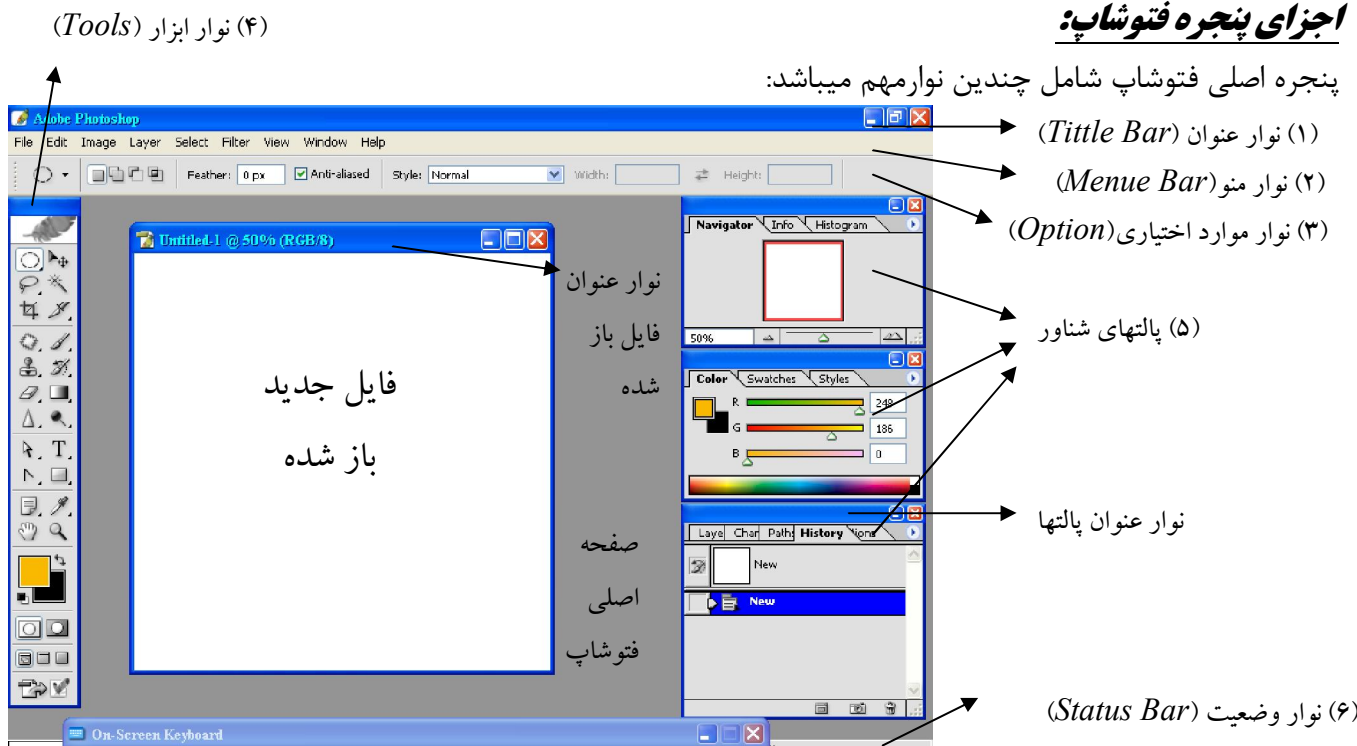 اجزای پنجره فتوشاپ:
(۴) نوار ابزار (Tools)
پنجره اصلی فتوشاپ شامل چندین نوارمهم میباشد:
Adobe Photoshop
(۱) نوار عنوان (Tittle Bar)
File Edit Image Layer Select Filter View Window Help
(۲) نوار منو(Menue Bar)
Feather: 0 px Anti-aliased Style: Normal Width: Height:
(۳) نوار موارد اختیاری(Option)
Navigator Info Histogram
Untitled-1 @ 50% (RGB/8)
نوار عنوان
فایل باز
شده
50%
(۵) پالتهای شناور
Color Swatches Styles
فایل جدید
باز شده
R 248
G 186
B 0
نوار عنوان پالتها
Laye Char Path: History tions
صفحه
اصلی
فتوشاپ
New
New
T
(۶) نوار وضعیت (Status Bar)
On-Screen Keyboard